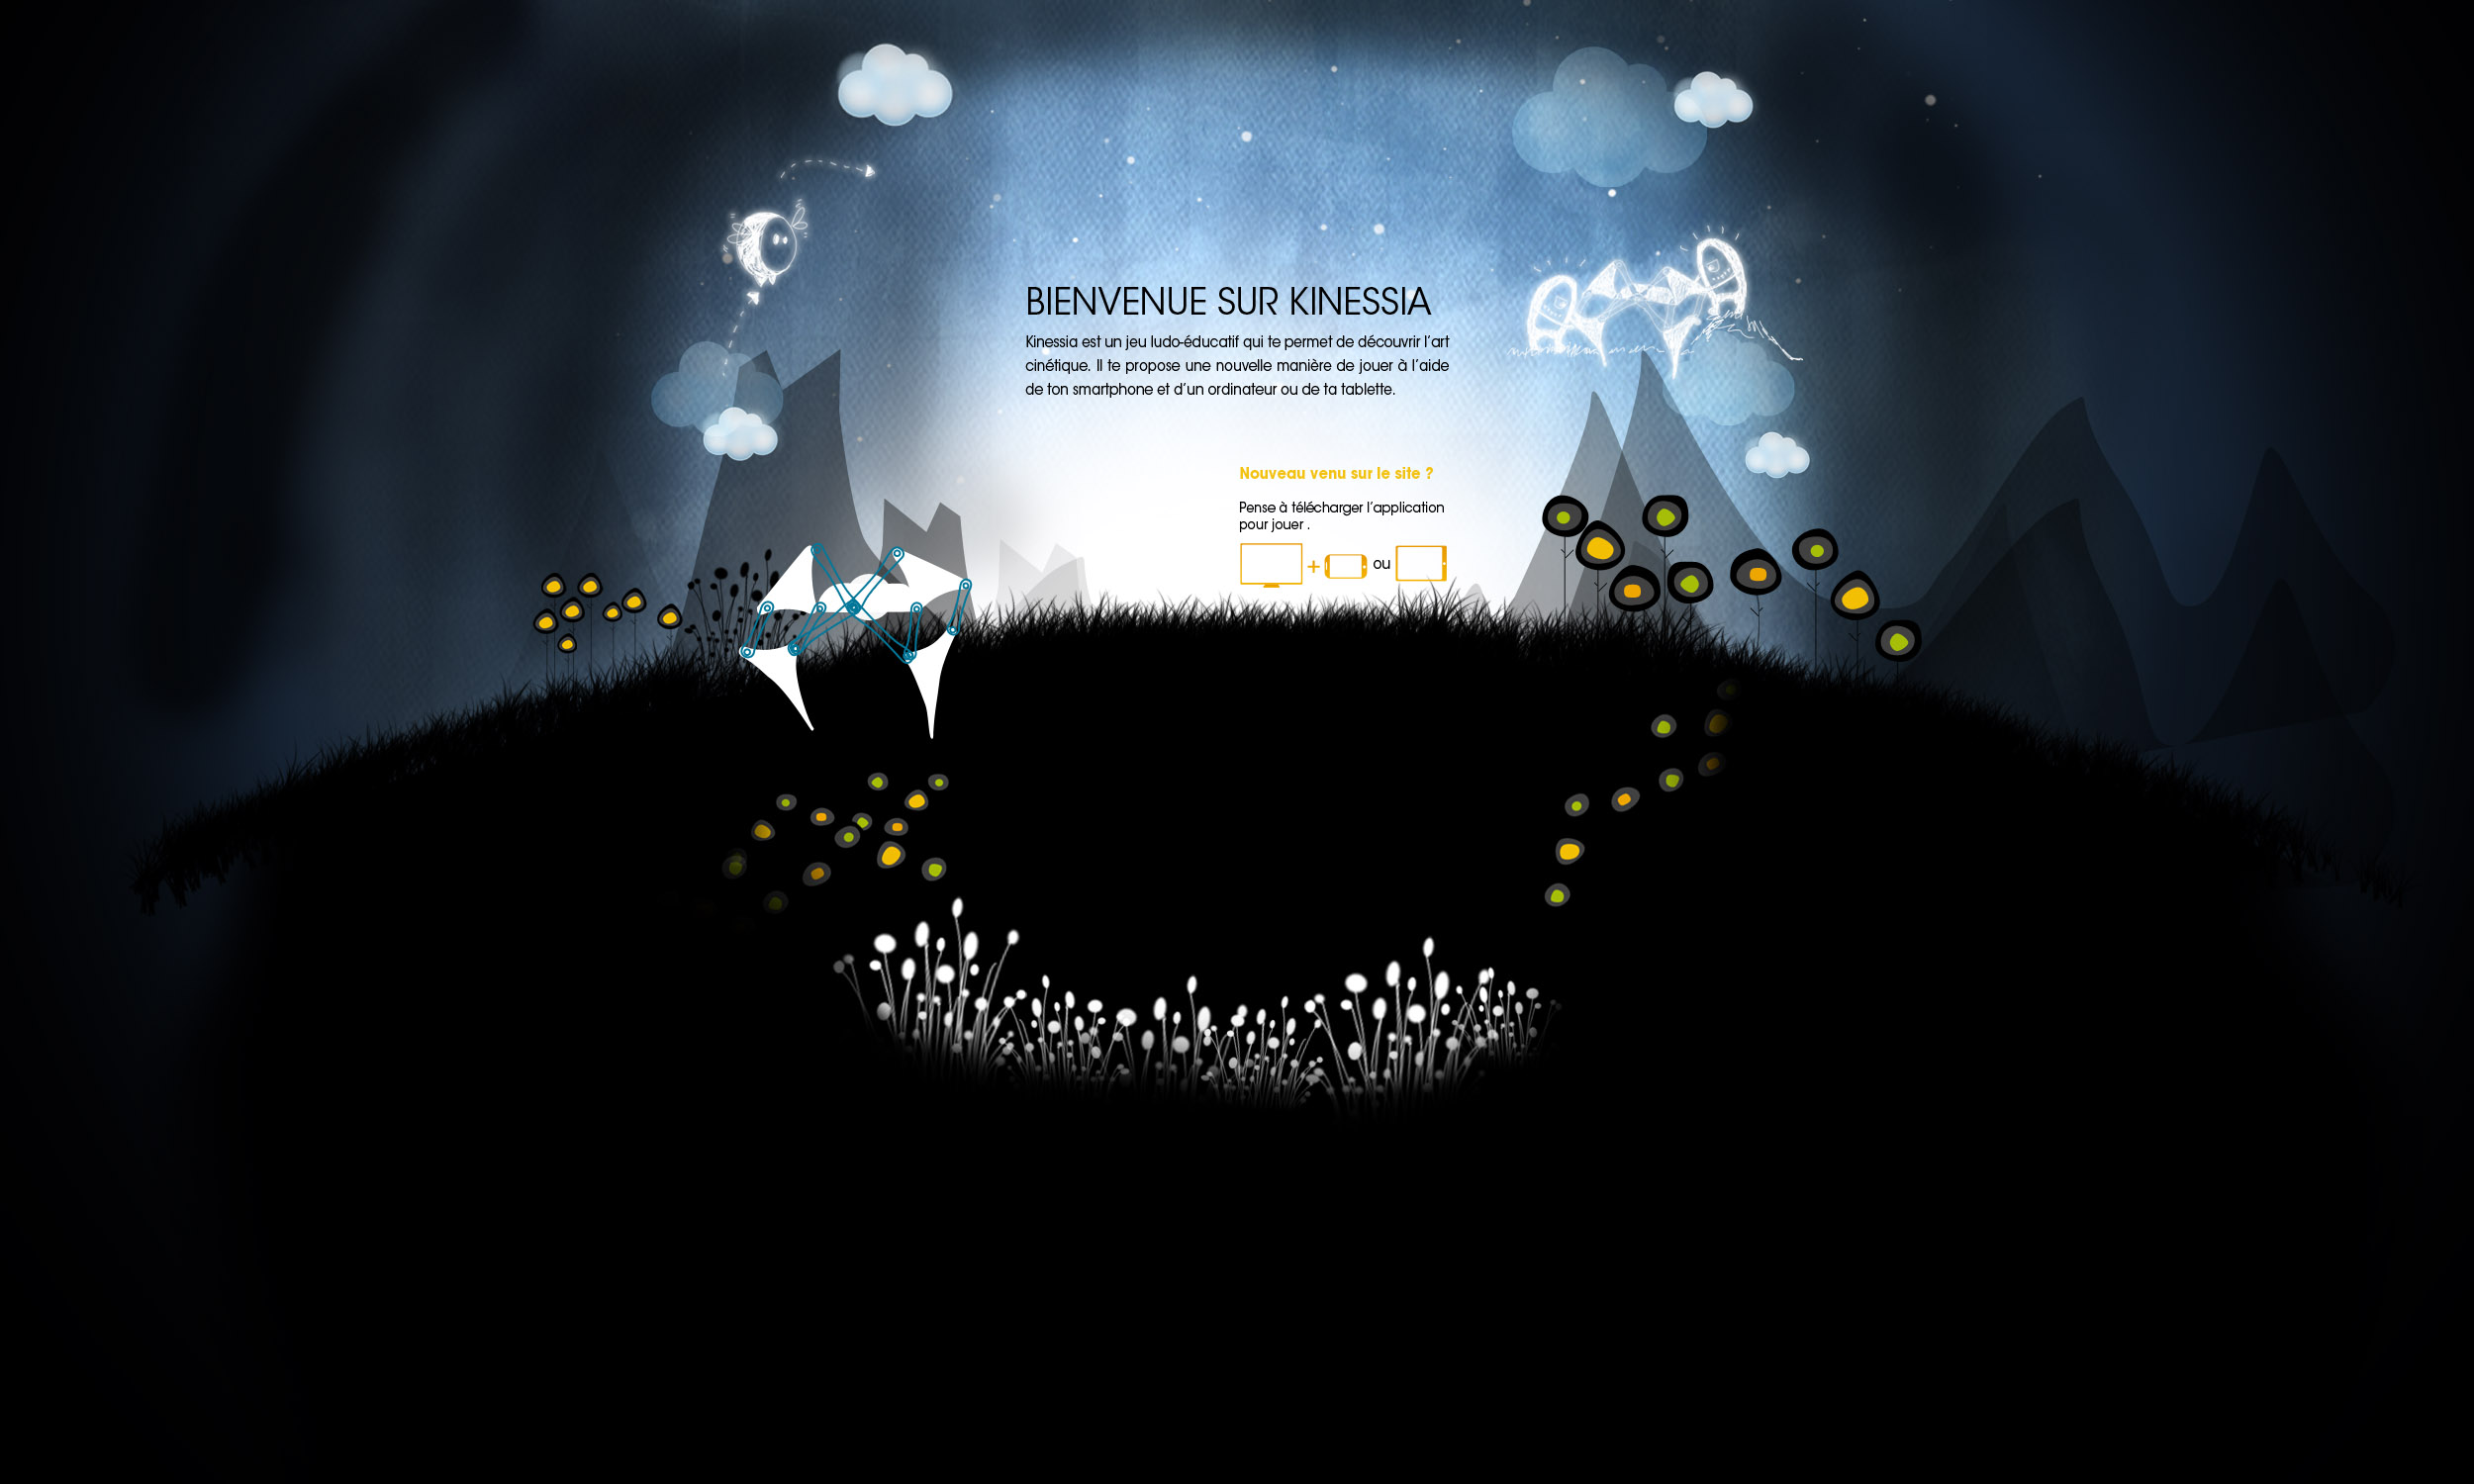 BIENVENUE SUR KINESSIA
Kinessia est un jeu ludo-éducatif qui te permet de découvrir l'art
cinétique. Il te propose une nouvelle manière de jouer à l'aide
de ton smartphone et d'un ordinateur ou de ta tablette.
Nouveau venu sur le site ?
Pense à télécharger l'application
pour jouer .
+ ou